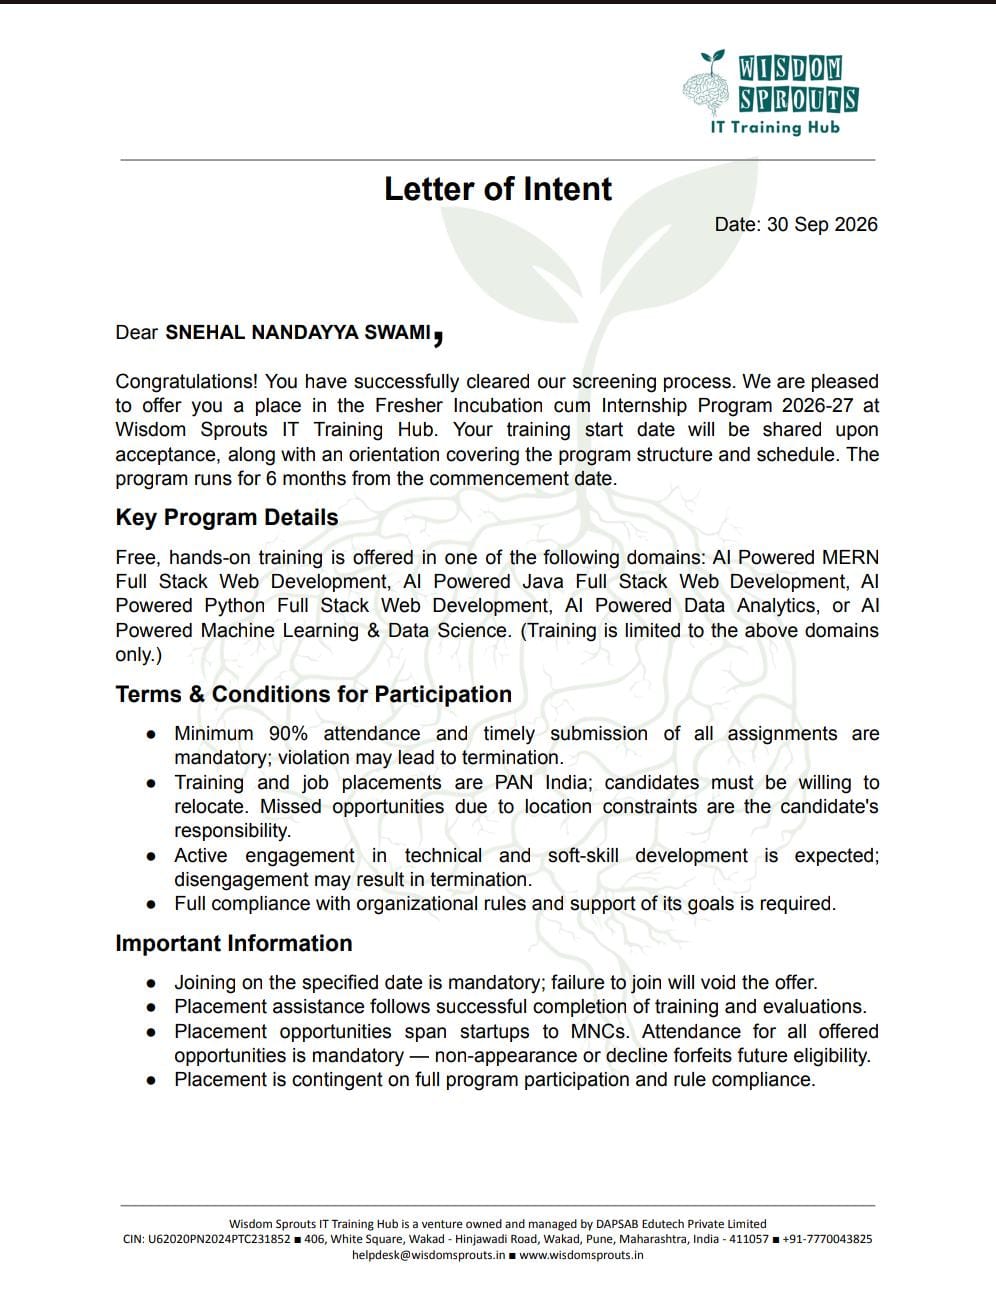 WISDOM
SPROUTS
IT Training Hub
Letter of Intent
Date: 30 Sep 2026
Dear SNEHAL NANDAYYA SWAMI,
Congratulations! You have successfully cleared our screening process. We are pleased
to offer you a place in the Fresher Incubation cum Internship Program 2026-27 at
Wisdom Sprouts IT Training Hub. Your training start date will be shared upon
acceptance, along with an orientation covering the program structure and schedule. The
program runs for 6 months from the commencement date.
Key Program Details
Free, hands-on training is offered in one of the following domains: AI Powered MERN
Full Stack Web Development, AI Powered Java Full Stack Web Development, AI
Powered Python Full Stack Web Development, AI Powered Data Analytics, or AI
Powered Machine Learning & Data Science. (Training is limited to the above domains
only.)
Terms & Conditions for Participation
● Minimum 90% attendance and timely submission of all assignments are
mandatory; violation may lead to termination.
● Training and job placements are PAN India; candidates must be willing to
relocate. Missed opportunities due to location constraints are the candidate's
responsibility.
● Active engagement in technical and soft-skill development is expected;
disengagement may result in termination.
● Full compliance with organizational rules and support of its goals is required.
Important Information
● Joining on the specified date is mandatory; failure to join will void the offer.
● Placement assistance follows successful completion of training and evaluations.
● Placement opportunities span startups to MNCs. Attendance for all offered
opportunities is mandatory — non-appearance or decline forfeits future eligibility.
● Placement is contingent on full program participation and rule compliance.
Wisdom Sprouts IT Training Hub is a venture owned and managed by DAPSAB Edutech Private Limited
CIN: U62020PN2024PTC231852 ■ 406, White Square, Wakad - Hinjawadi Road, Wakad, Pune, Maharashtra, India - 411057 ■ +91-7770043825
helpdesk@wisdomsprouts.in ■ www.wisdomsprouts.in